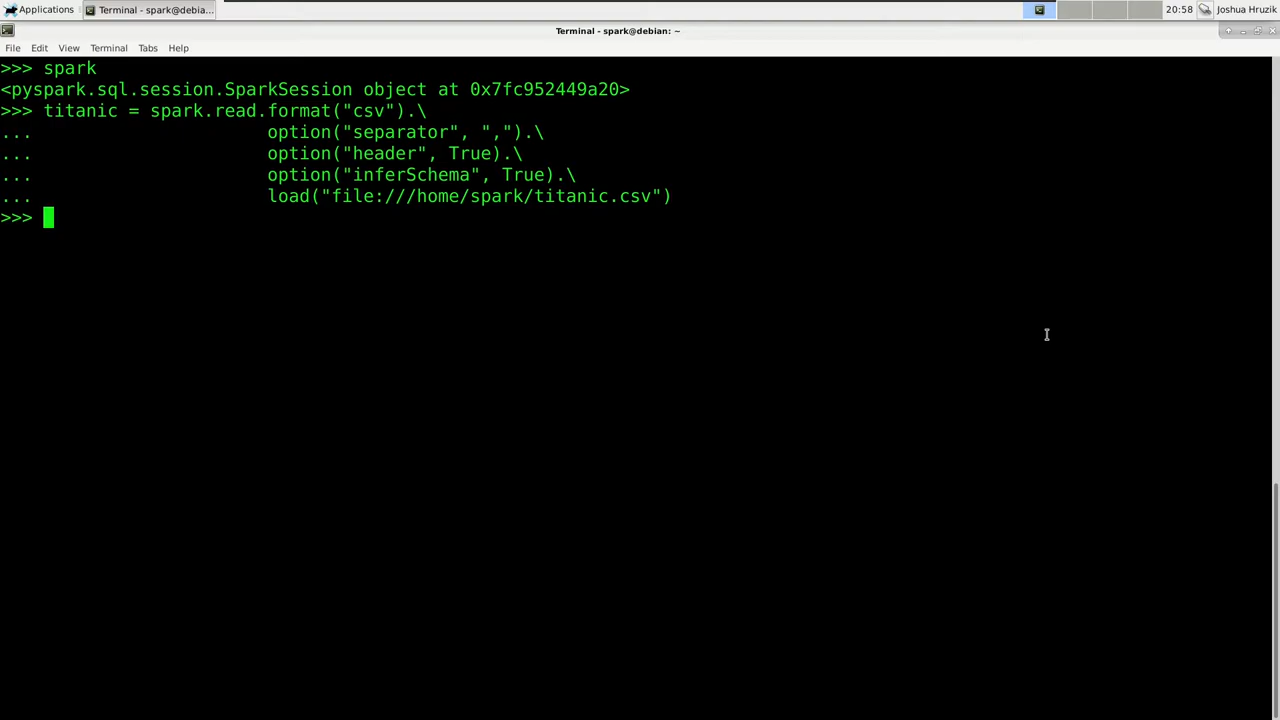 Applications Terminal - spark@debia... 20:58 Joshua Hruzik
Terminal - spark@debian: ~
File Edit View Terminal Tabs Help
>>> spark
<pyspark.sql.session.SparkSession object at 0x7fc952449a20>
>>> titanic = spark.read.format("csv").\
...                      option("separator", ",").\
...                      option("header", True).\
...                      option("inferSchema", True).\
...                      load("file:///home/spark/titanic.csv")
>>>